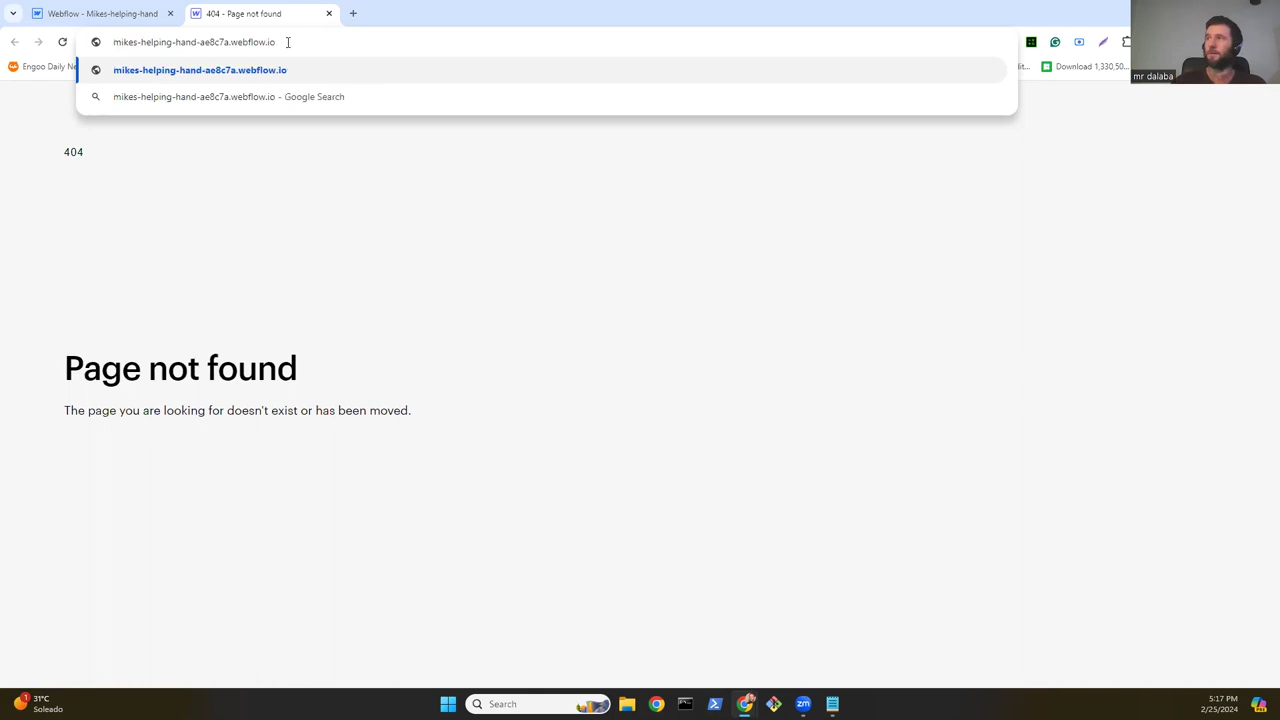 Webflow - Mikes-helping-hand
404 - Page not found
mikes-helping-hand-ae8c7a.webflow.io
Engoo Daily Ne
mikes-helping-hand-ae8c7a.webflow.io
mikes-helping-hand-ae8c7a.webflow.io - Google Search
dit...
Download 1,330,50...
mr dalaba
404
Page not found
The page you are looking for doesn't exist or has been moved.
1
31°C
Soleado
Search
zm
5:17 PM
2/25/2024